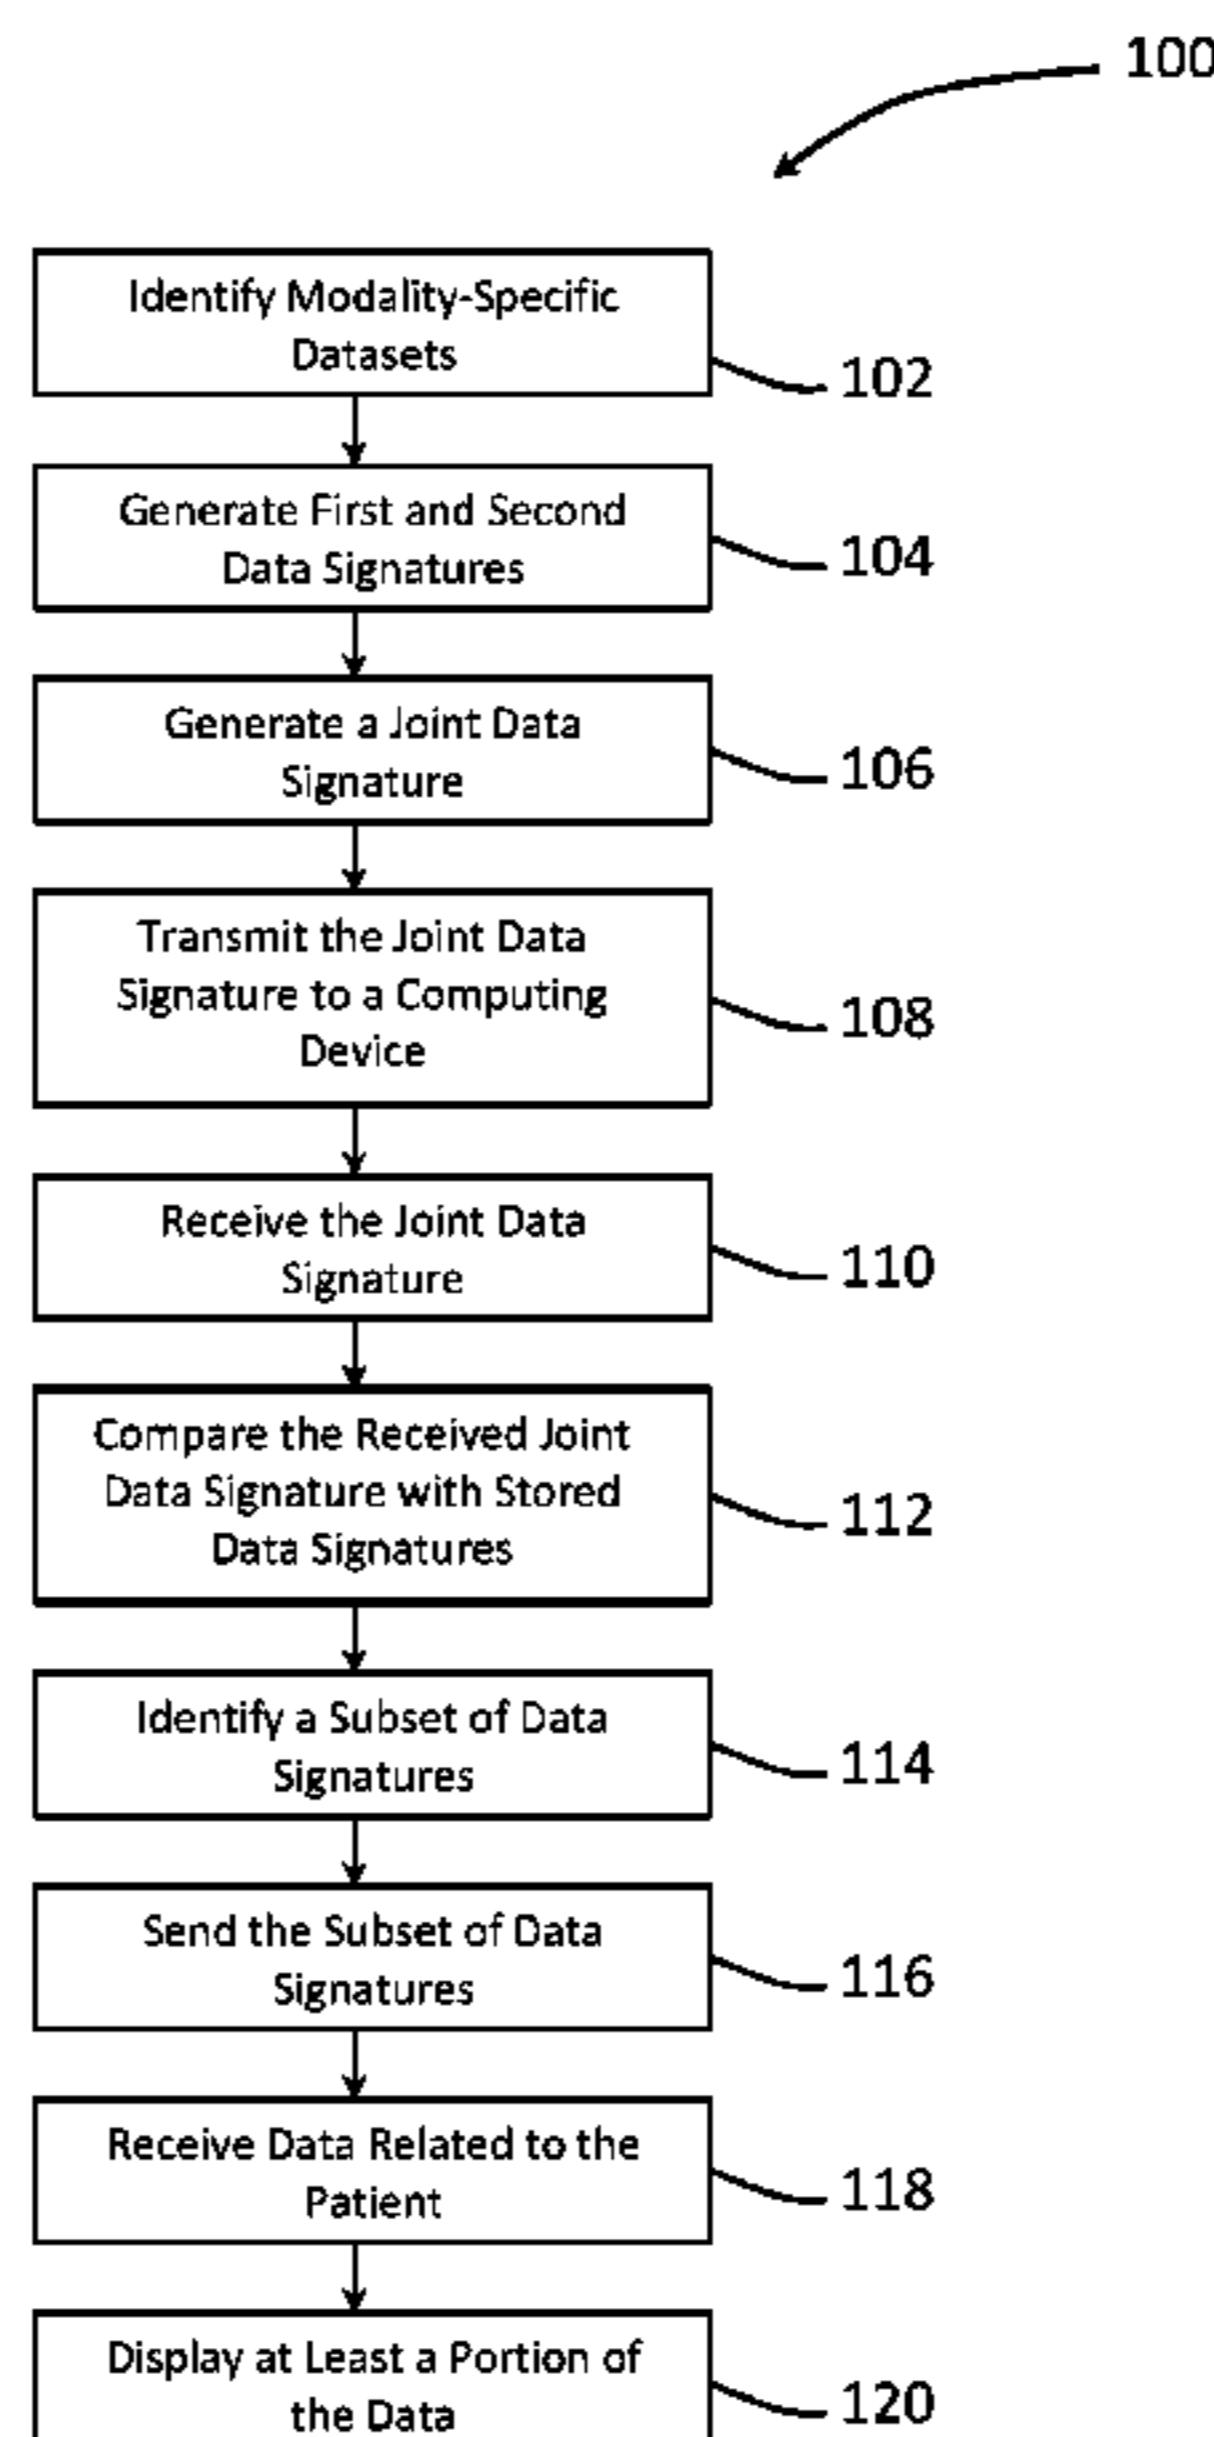 100
Identify Modality-Specific
Datasets
102
Generate First and Second
Data Signatures
104
Generate a Joint Data
Signature
106
Transmit the Joint Data
Signature to a Computing
Device
108
Receive the Joint Data
Signature
110
Compare the Received Joint
Data Signature with Stored
Data Signatures
112
Identify a Subset of Data
Signatures
114
Send the Subset of Data
Signatures
116
Receive Data Related to the
Patient
118
Display at Least a Portion of
the Data
120